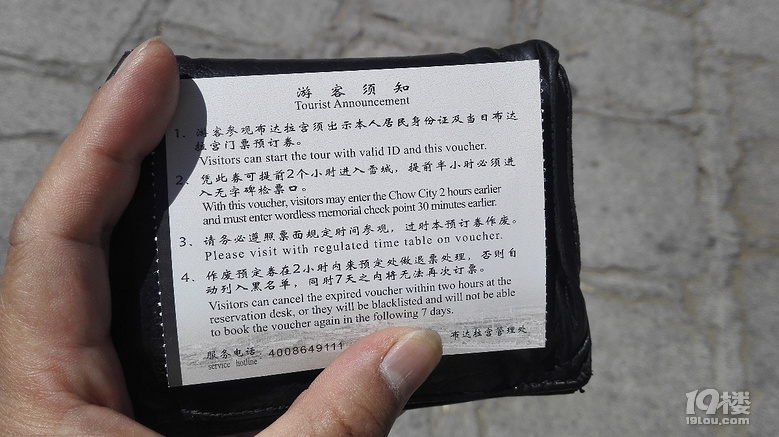 游客须知
Tourist Announcement
1、游客参观布达拉宫须出示本人居民身份证及当日布达
拉宫门票预订券。
Visitors can start the tour with valid ID and this voucher.
2、凭此券可提前2个小时进入雪城，提前半小时必须进
入无字碑检票口。
With this voucher, visitors may enter the Chow City 2 hours earlier
and must enter wordless memorial check point 30 minutes earlier.
3、请务必遵照票面规定时间参观，过时本预订券作废。
Please visit with regulated time table on voucher.
4、作废预定券在2小时内来预定处做退票处理，否则自
动列入黑名单，同时7天之内将无法再次订票。
Visitors can cancel the expired voucher within two hours at the
reservation desk, or they will be blacklisted and will not be able
to book the voucher again in the following 7 days.
布达拉宫管理处
服务电话 4008649111
service hotline
19楼
19lou.com